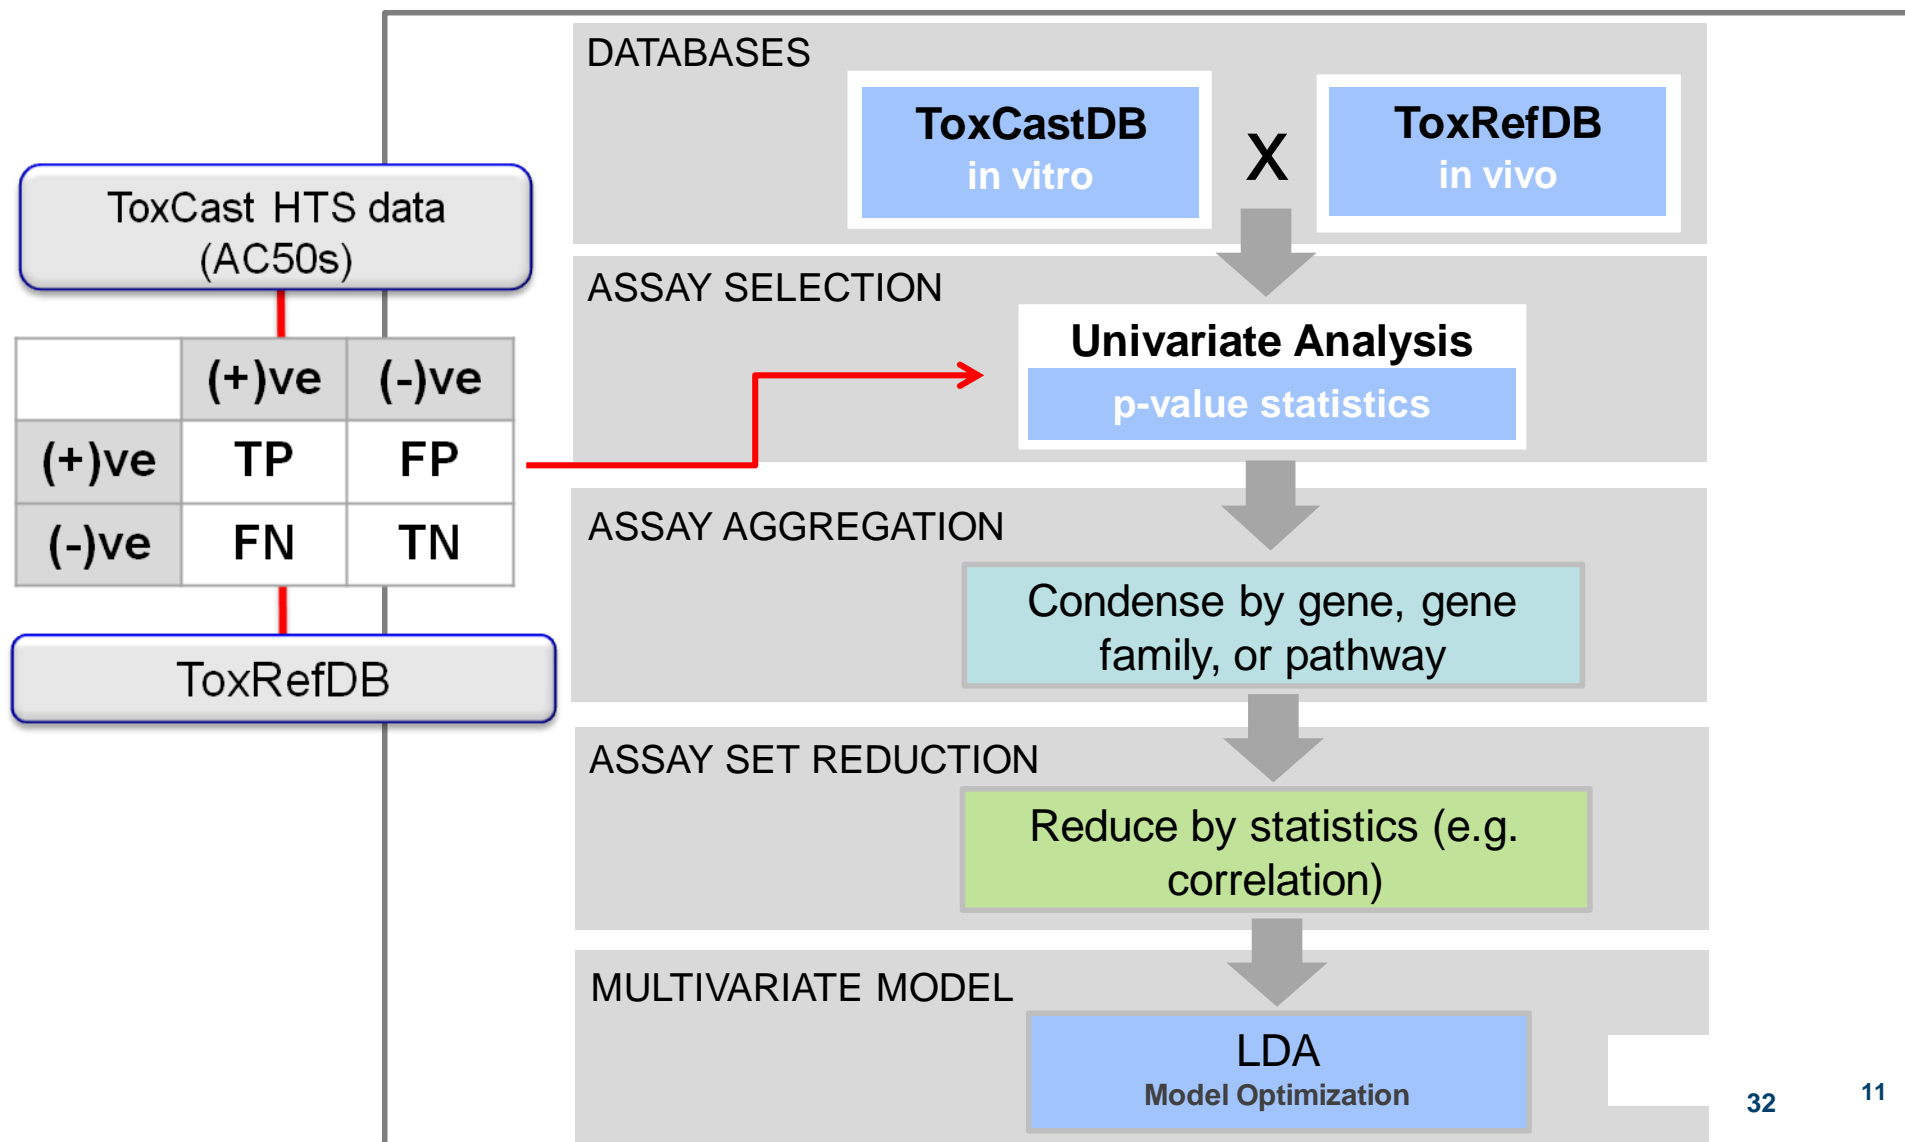 DATABASES
ToxCastDB
in vitro
X
ToxRefDB
in vivo
ToxCast HTS data
(AC50s)
(+)ve (-)ve
(+)ve TP FP
(-)ve FN TN
ToxRefDB
ASSAY SELECTION
Univariate Analysis
p-value statistics
ASSAY AGGREGATION
Condense by gene, gene
family, or pathway
ASSAY SET REDUCTION
Reduce by statistics (e.g.
correlation)
MULTIVARIATE MODEL
LDA
Model Optimization
32
11